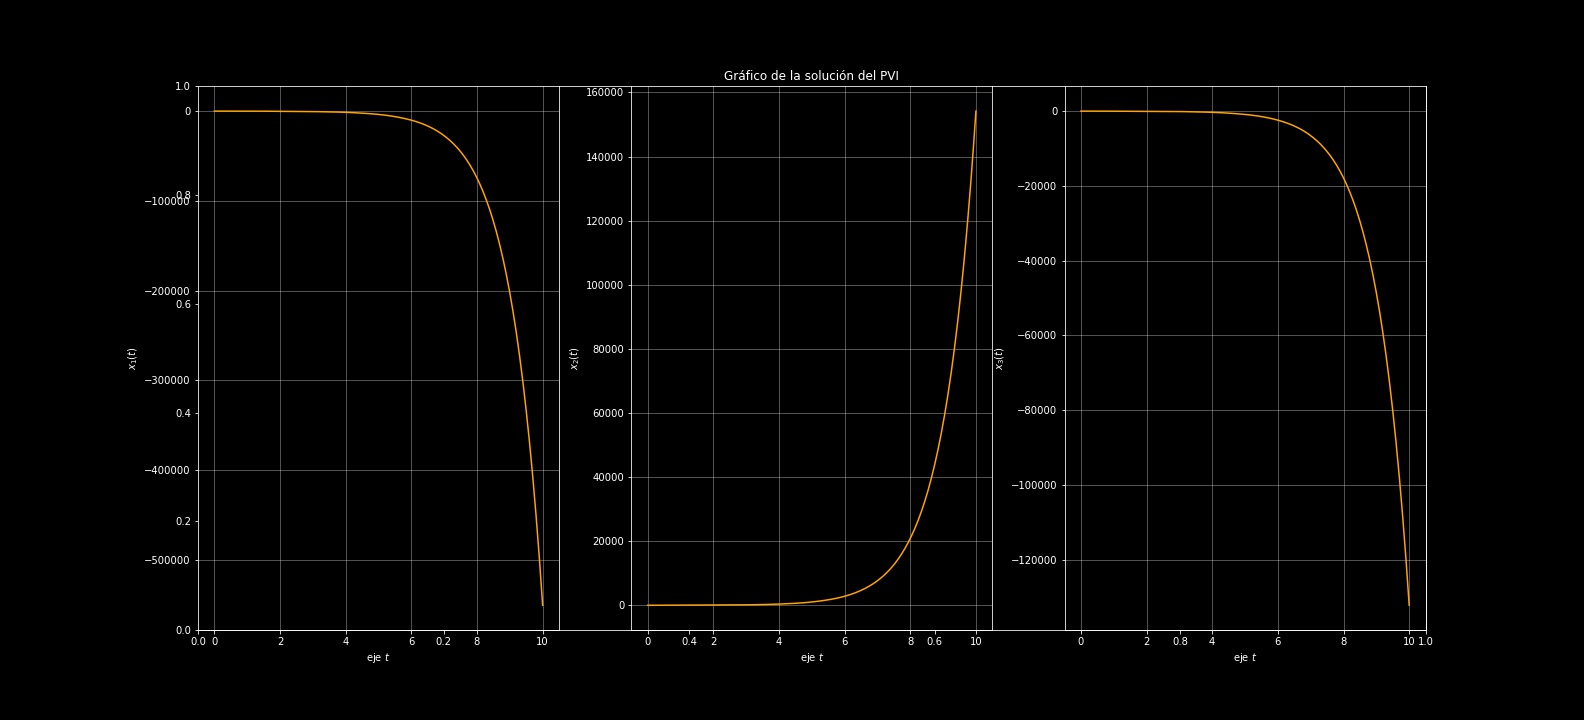 Gráfico de la solución del PVI
1.0
0
0.8
−100000
−200000
0.6
−300000
0.4
−400000
0.2
−500000
0.0
x₁(t)
0.0 0 2 4 6 0.2 8 10
eje t
160000
140000
120000
100000
80000
60000
40000
20000
0
x₂(t)
0 0.4 2 4 6 8 0.6 10
eje t
0
−20000
−40000
−60000
−80000
−100000
−120000
x₃(t)
0 2 0.8 4 6 8 10 1.0
eje t